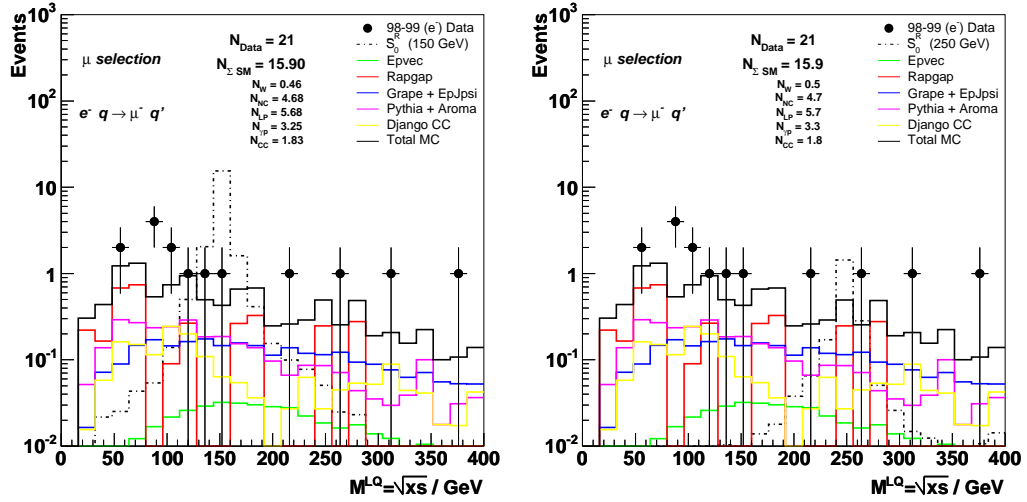 Events
10³
10²
10
1
10⁻¹
10⁻²
μ selection
e⁻ q → μ⁻ q'
N_Data = 21
N_Σ SM = 15.90
N_W = 0.46
N_NC = 4.68
N_LP = 5.68
N_γp = 3.25
N_CC = 1.83
98-99 (e⁻) Data
S₀ᴿ (150 GeV)
Epvec
Rapgap
Grape + EpJpsi
Pythia + Aroma
Django CC
Total MC
0 50 100 150 200 250 300 350 400
M^LQ=√xs / GeV
Events
10³
10²
10
1
10⁻¹
10⁻²
μ selection
e⁻ q → μ⁻ q'
N_Data = 21
N_Σ SM = 15.9
N_W = 0.5
N_NC = 4.7
N_LP = 5.7
N_γp = 3.3
N_CC = 1.8
98-99 (e⁻) Data
S₀ᴿ (250 GeV)
Epvec
Rapgap
Grape + EpJpsi
Pythia + Aroma
Django CC
Total MC
0 50 100 150 200 250 300 350 400
M^LQ=√xs / GeV